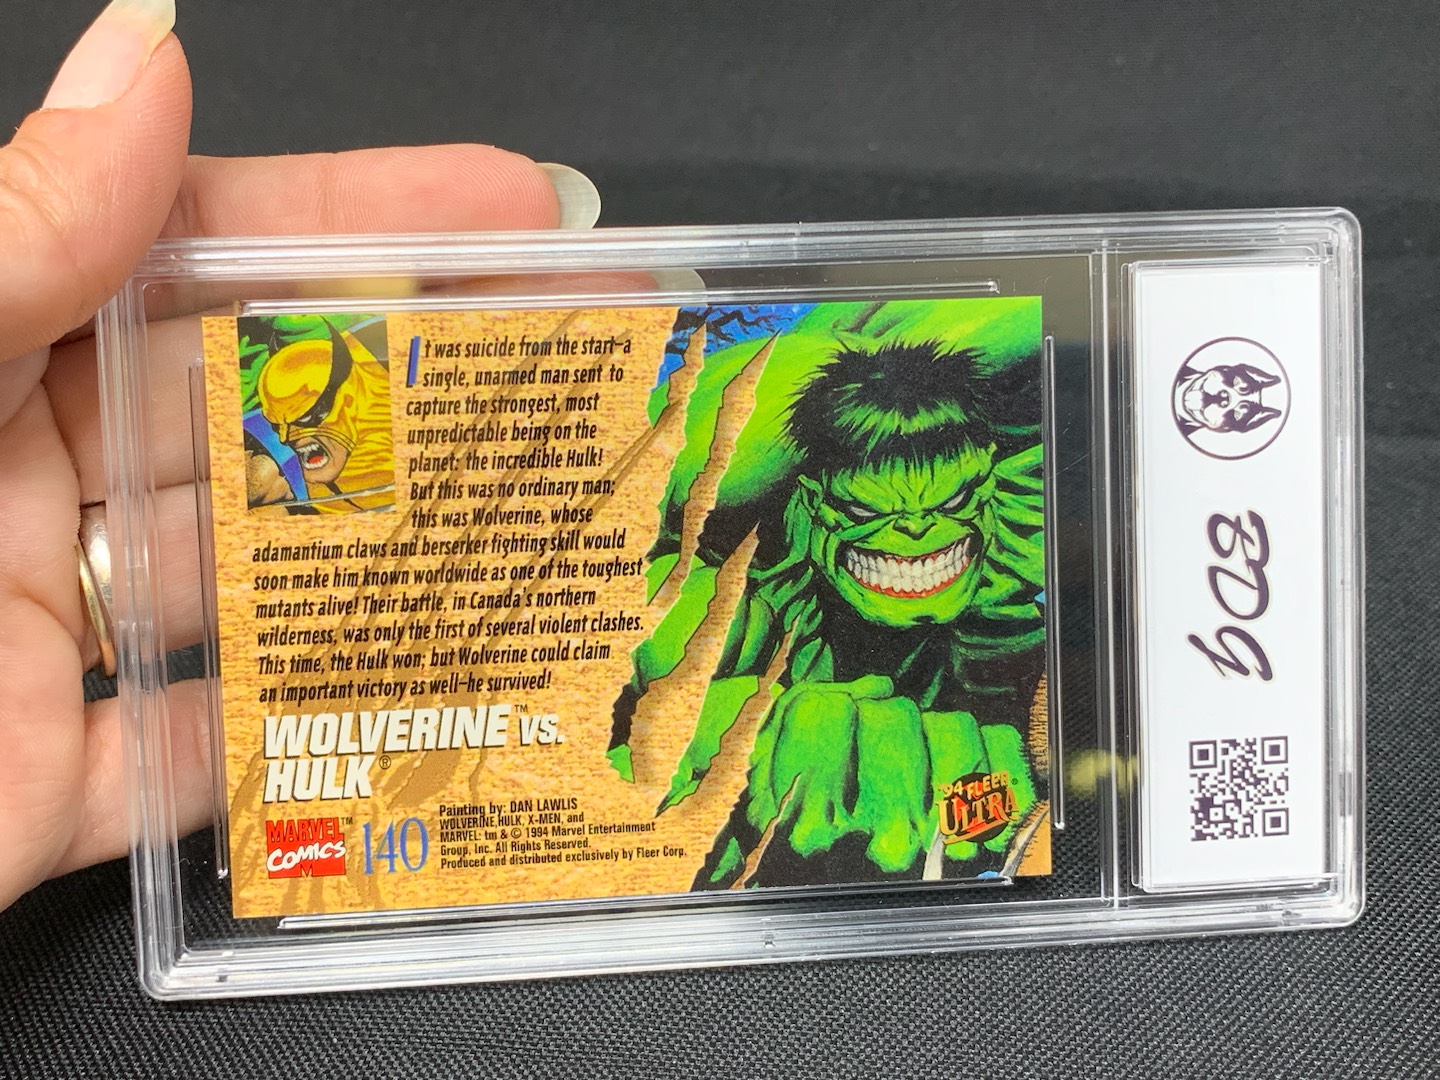 It was suicide from the start–a
single, unarmed man sent to
capture the strongest, most
unpredictable being on the
planet: the incredible Hulk!
But this was no ordinary man;
this was Wolverine, whose
adamantium claws and berserker fighting skill would
soon make him known worldwide as one of the toughest
mutants alive! Their battle, in Canada's northern
wilderness, was only the first of several violent clashes.
This time, the Hulk won; but Wolverine could claim
an important victory as well–he survived!
WOLVERINE™ VS.
HULK®
MARVEL™
COMICS
M
140
Painting by: DAN LAWLIS
WOLVERINE, HULK, X-MEN, and
MARVEL: tm & © 1994 Marvel Entertainment
Group, Inc. All Rights Reserved.
Produced and distributed exclusively by Fleer Corp.
'94 FLEER®
ULTRA
BDG